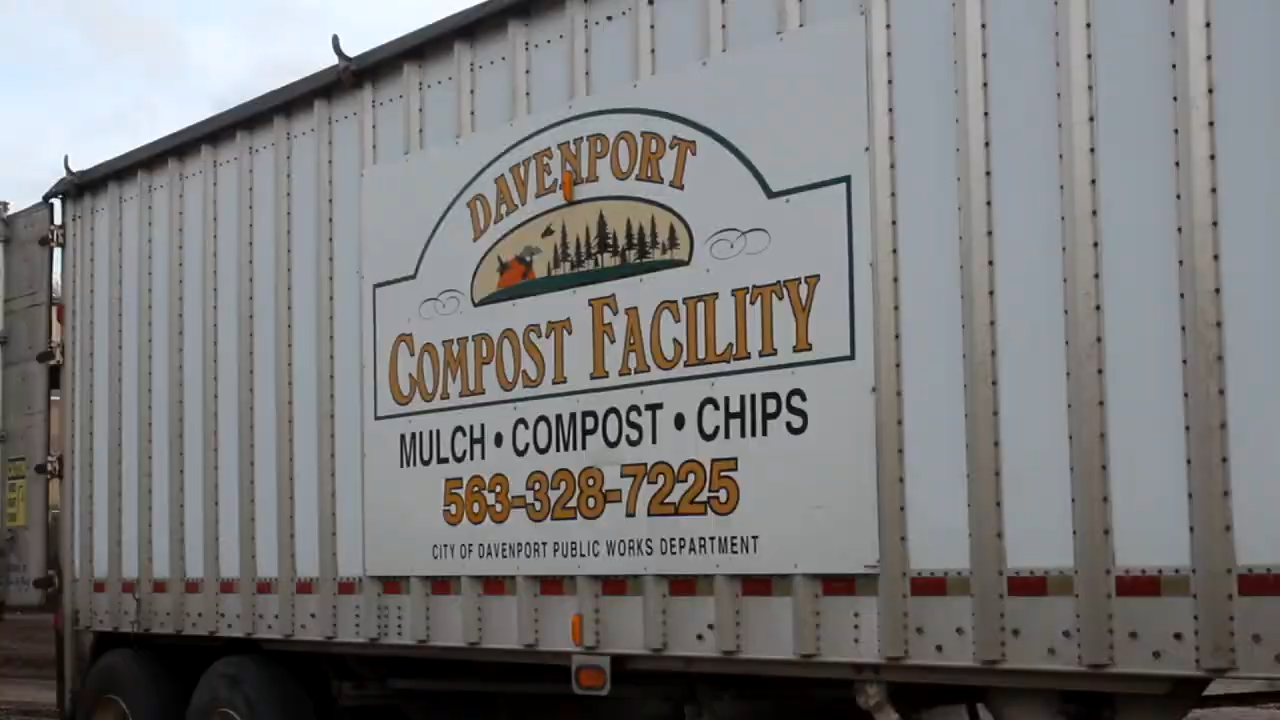 DAVENPORT
COMPOST FACILITY
MULCH • COMPOST • CHIPS
563-328-7225
CITY OF DAVENPORT PUBLIC WORKS DEPARTMENT